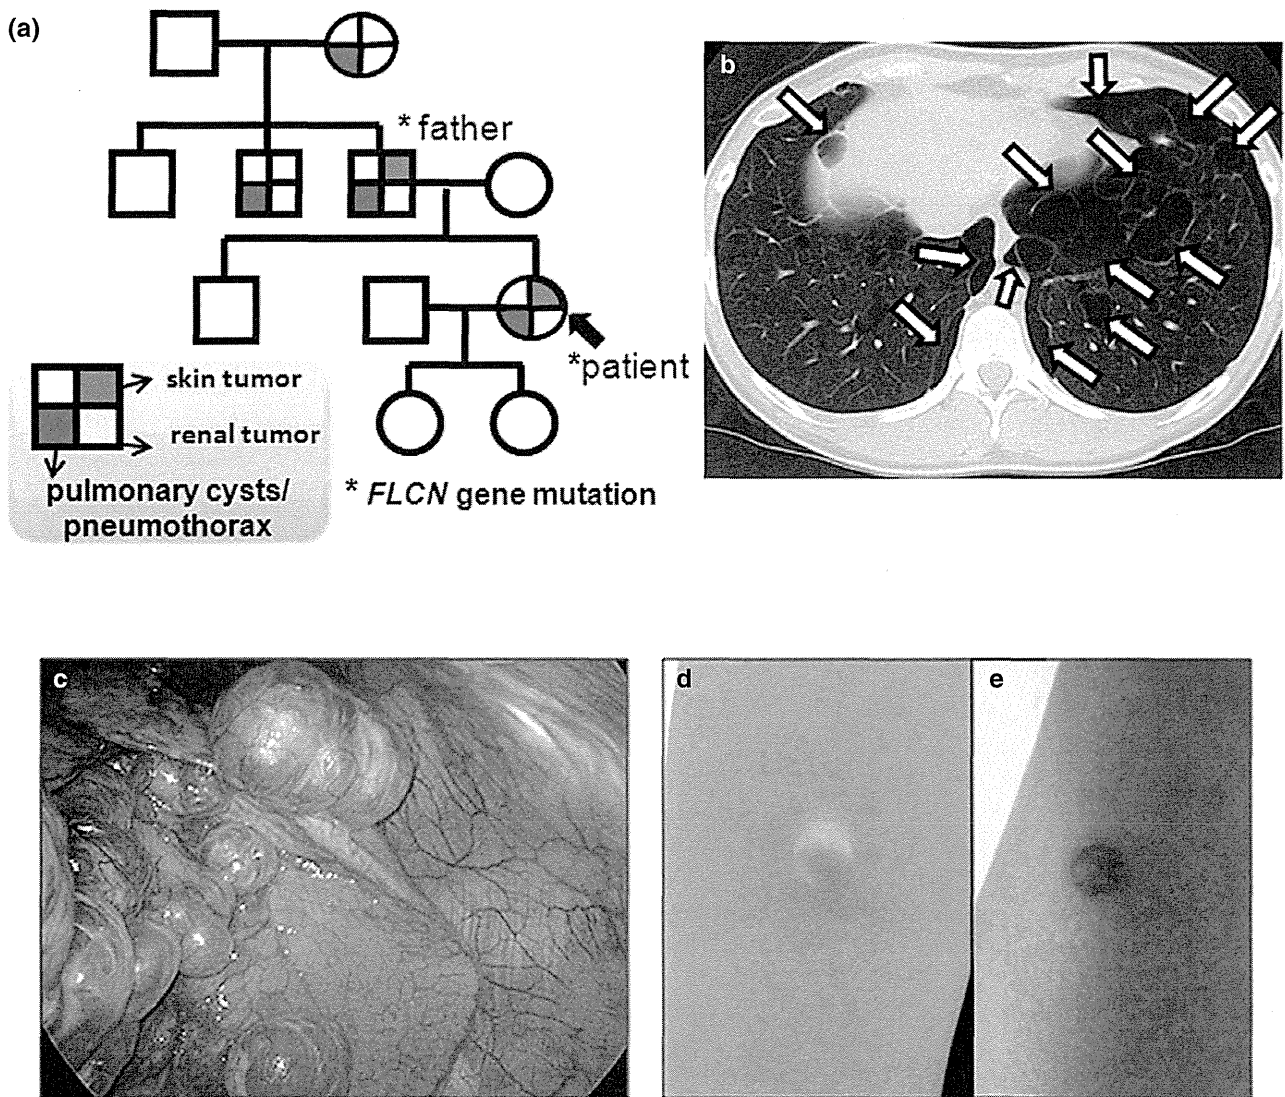 (a)
* father
*patient
skin tumor
renal tumor
pulmonary cysts/
pneumothorax
* FLCN gene mutation
b
c
d
e